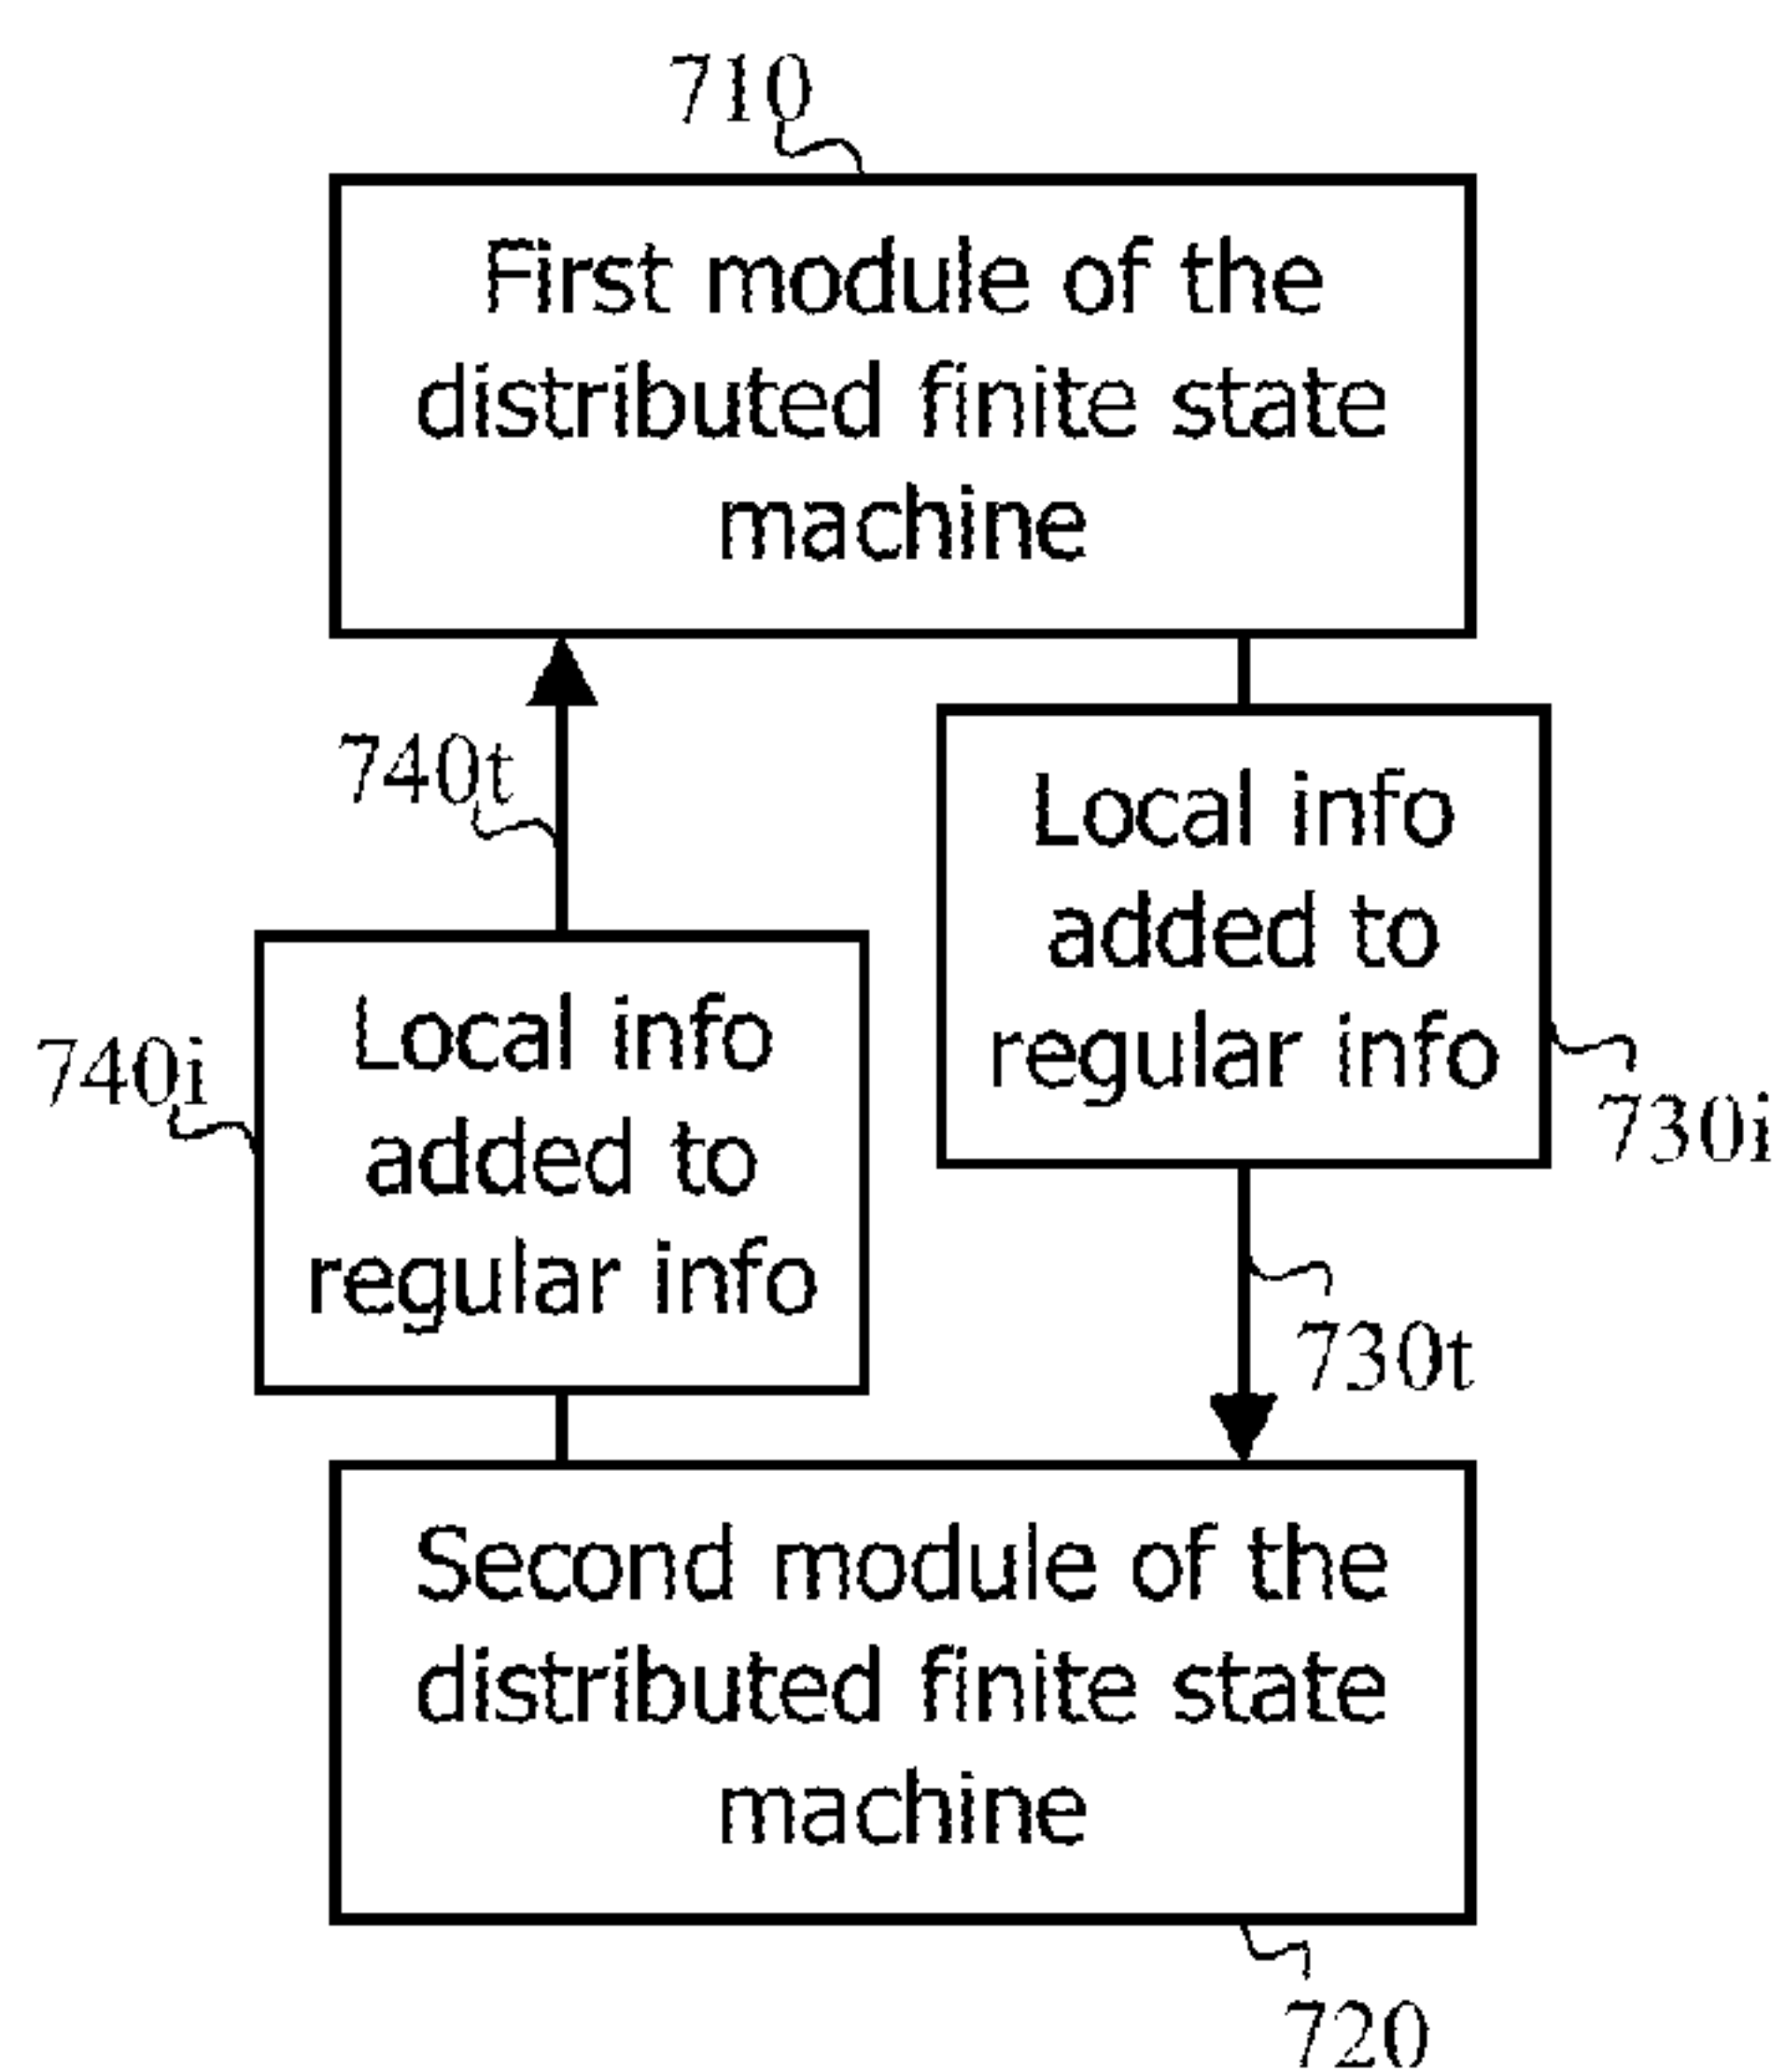 710
First module of the
distributed finite state
machine
740t
Local info
added to
regular info
730i
740i
Local info
added to
regular info
730t
Second module of the
distributed finite state
machine
720